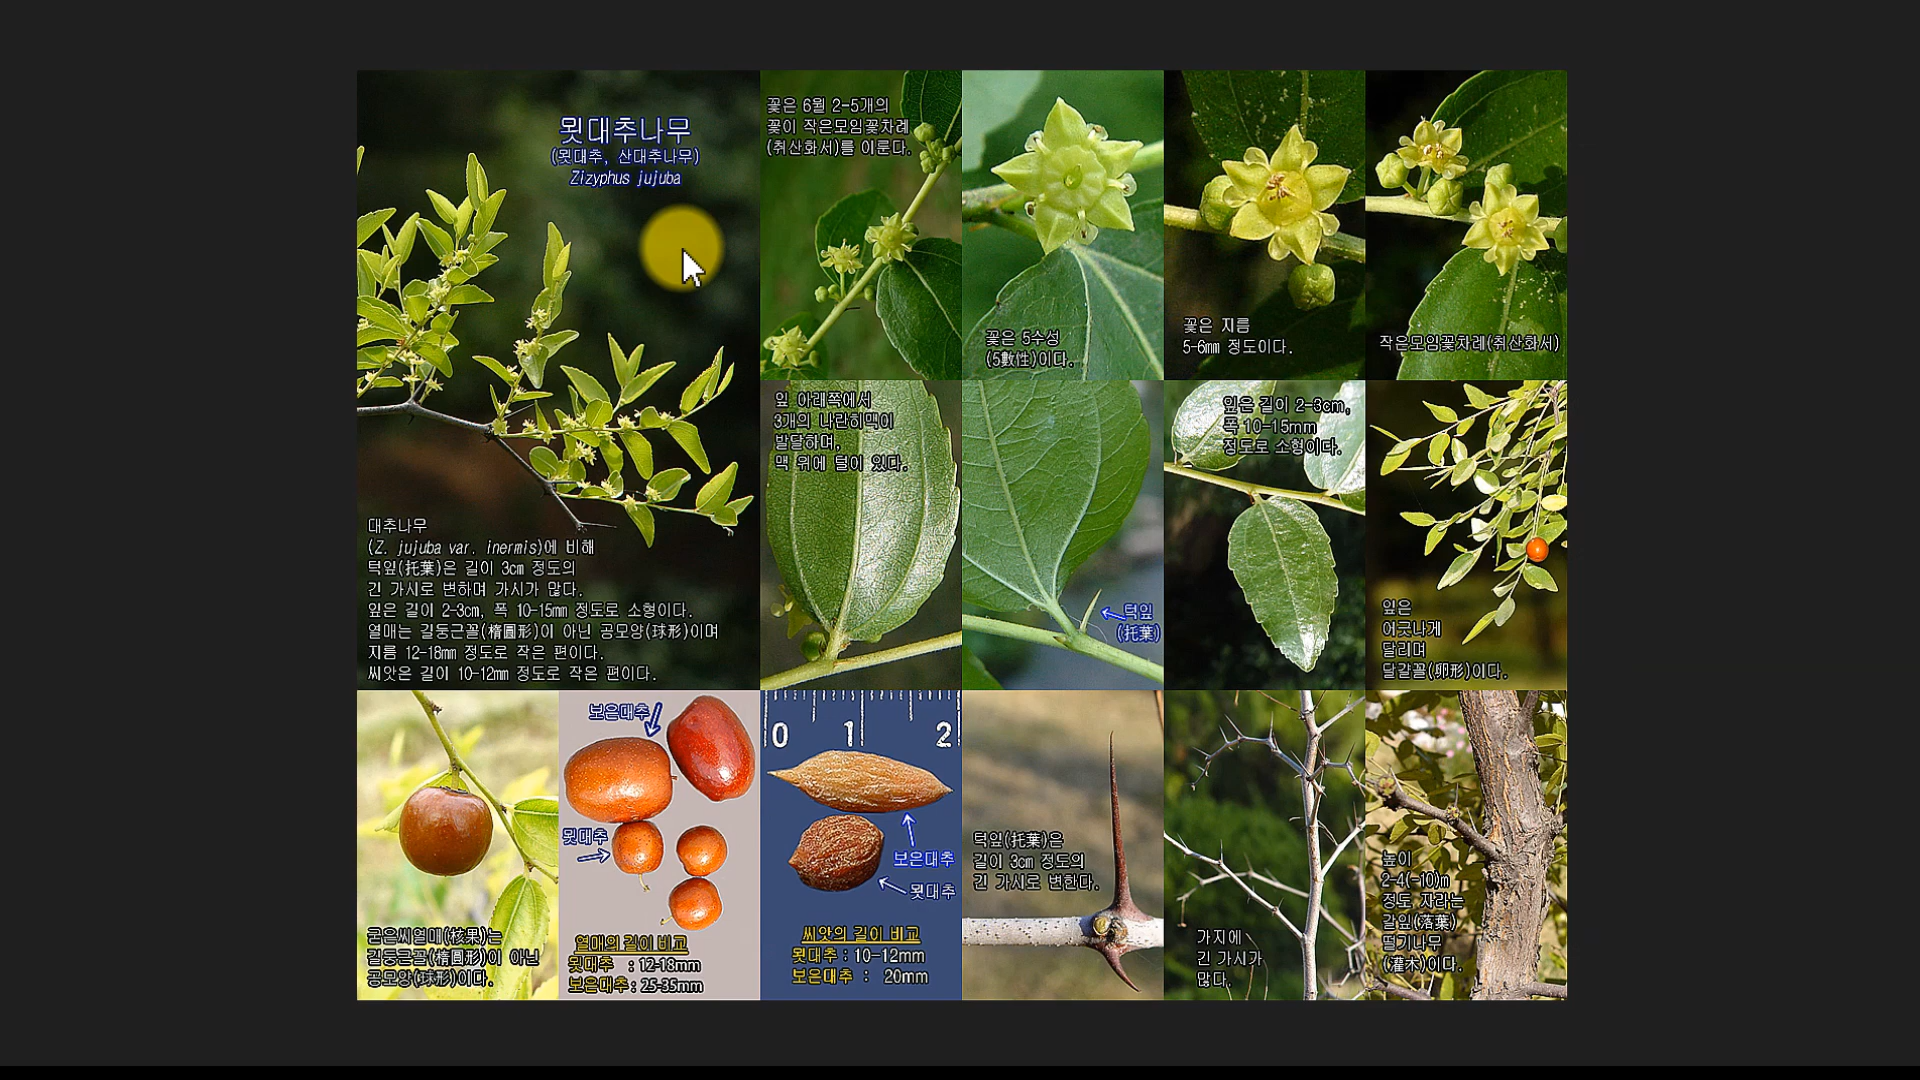 묏대추나무
(묏대추, 산대추나무)
Zizyphus jujuba
대추나무
(Z. jujuba var. inermis)에 비해
턱잎(托葉)은 길이 3cm 정도의
긴 가시로 변하며 가시가 많다.
잎은 길이 2-3cm, 폭 10-15mm 정도로 소형이다.
열매는 길둥근꼴(楕圓形)이 아닌 공모양(球形)이며
지름 12-18mm 정도로 작은 편이다.
씨앗은 길이 10-12mm 정도로 작은 편이다.
꽃은 6월 2-5개의
꽃이 작은모임꽃차례
(취산화서)를 이룬다.
꽃은 5수성
(5數性)이다.
꽃은 지름
5-6mm 정도이다.
작은모임꽃차례(취산화서)
잎 아래쪽에서
3개의 나란히맥이
발달하며,
맥 위에 털이 있다.
턱잎
(托葉)
잎은 길이 2-3cm,
폭 10-15mm
정도로 소형이다.
잎은
어긋나게
달리며
달걀꼴(卵形)이다.
굳은씨열매(核果)는
길둥근꼴(楕圓形)이 아닌
공모양(球形)이다.
보은대추
묏대추
열매의 길이 비교
묏대추 : 12-18mm
보은대추 : 25-35mm
0 1 2
보은대추
묏대추
씨앗의 길이 비교
묏대추 : 10-12mm
보은대추 : 20mm
턱잎(托葉)은
길이 3cm 정도의
긴 가시로 변한다.
가지에
긴 가시가
많다.
높이
2-4(-10)m
정도 자라는
갈잎(落葉)
떨기나무
(灌木)이다.